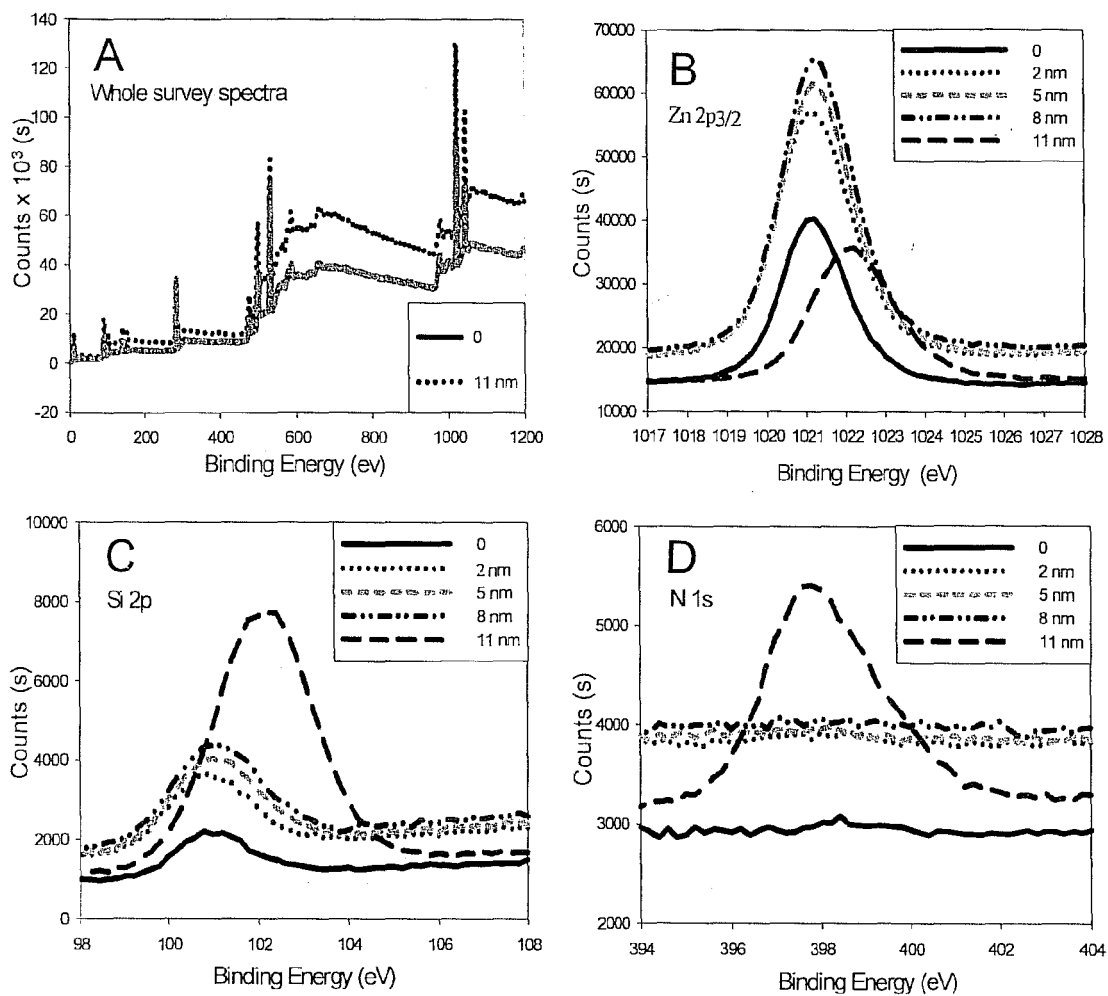 A
Whole survey spectra
Counts x 10³ (s)
140
120
100
80
60
40
20
0
-20
0
200
400
600
800
1000
1200
Binding Energy (ev)
0
11 nm
B
Zn 2p3/2
Counts (s)
70000
60000
50000
40000
30000
20000
10000
1017 1018 1019 1020 1021 1022 1023 1024 1025 1026 1027 1028
Binding Energy (eV)
0
2 nm
5 nm
8 nm
11 nm
C
Si 2p
Counts (s)
10000
8000
6000
4000
2000
0
98
100
102
104
106
108
Binding Energy (eV)
0
2 nm
5 nm
8 nm
11 nm
D
N 1s
Counts (s)
6000
5000
4000
3000
2000
394
396
398
400
402
404
Binding Energy (eV)
0
2 nm
5 nm
8 nm
11 nm